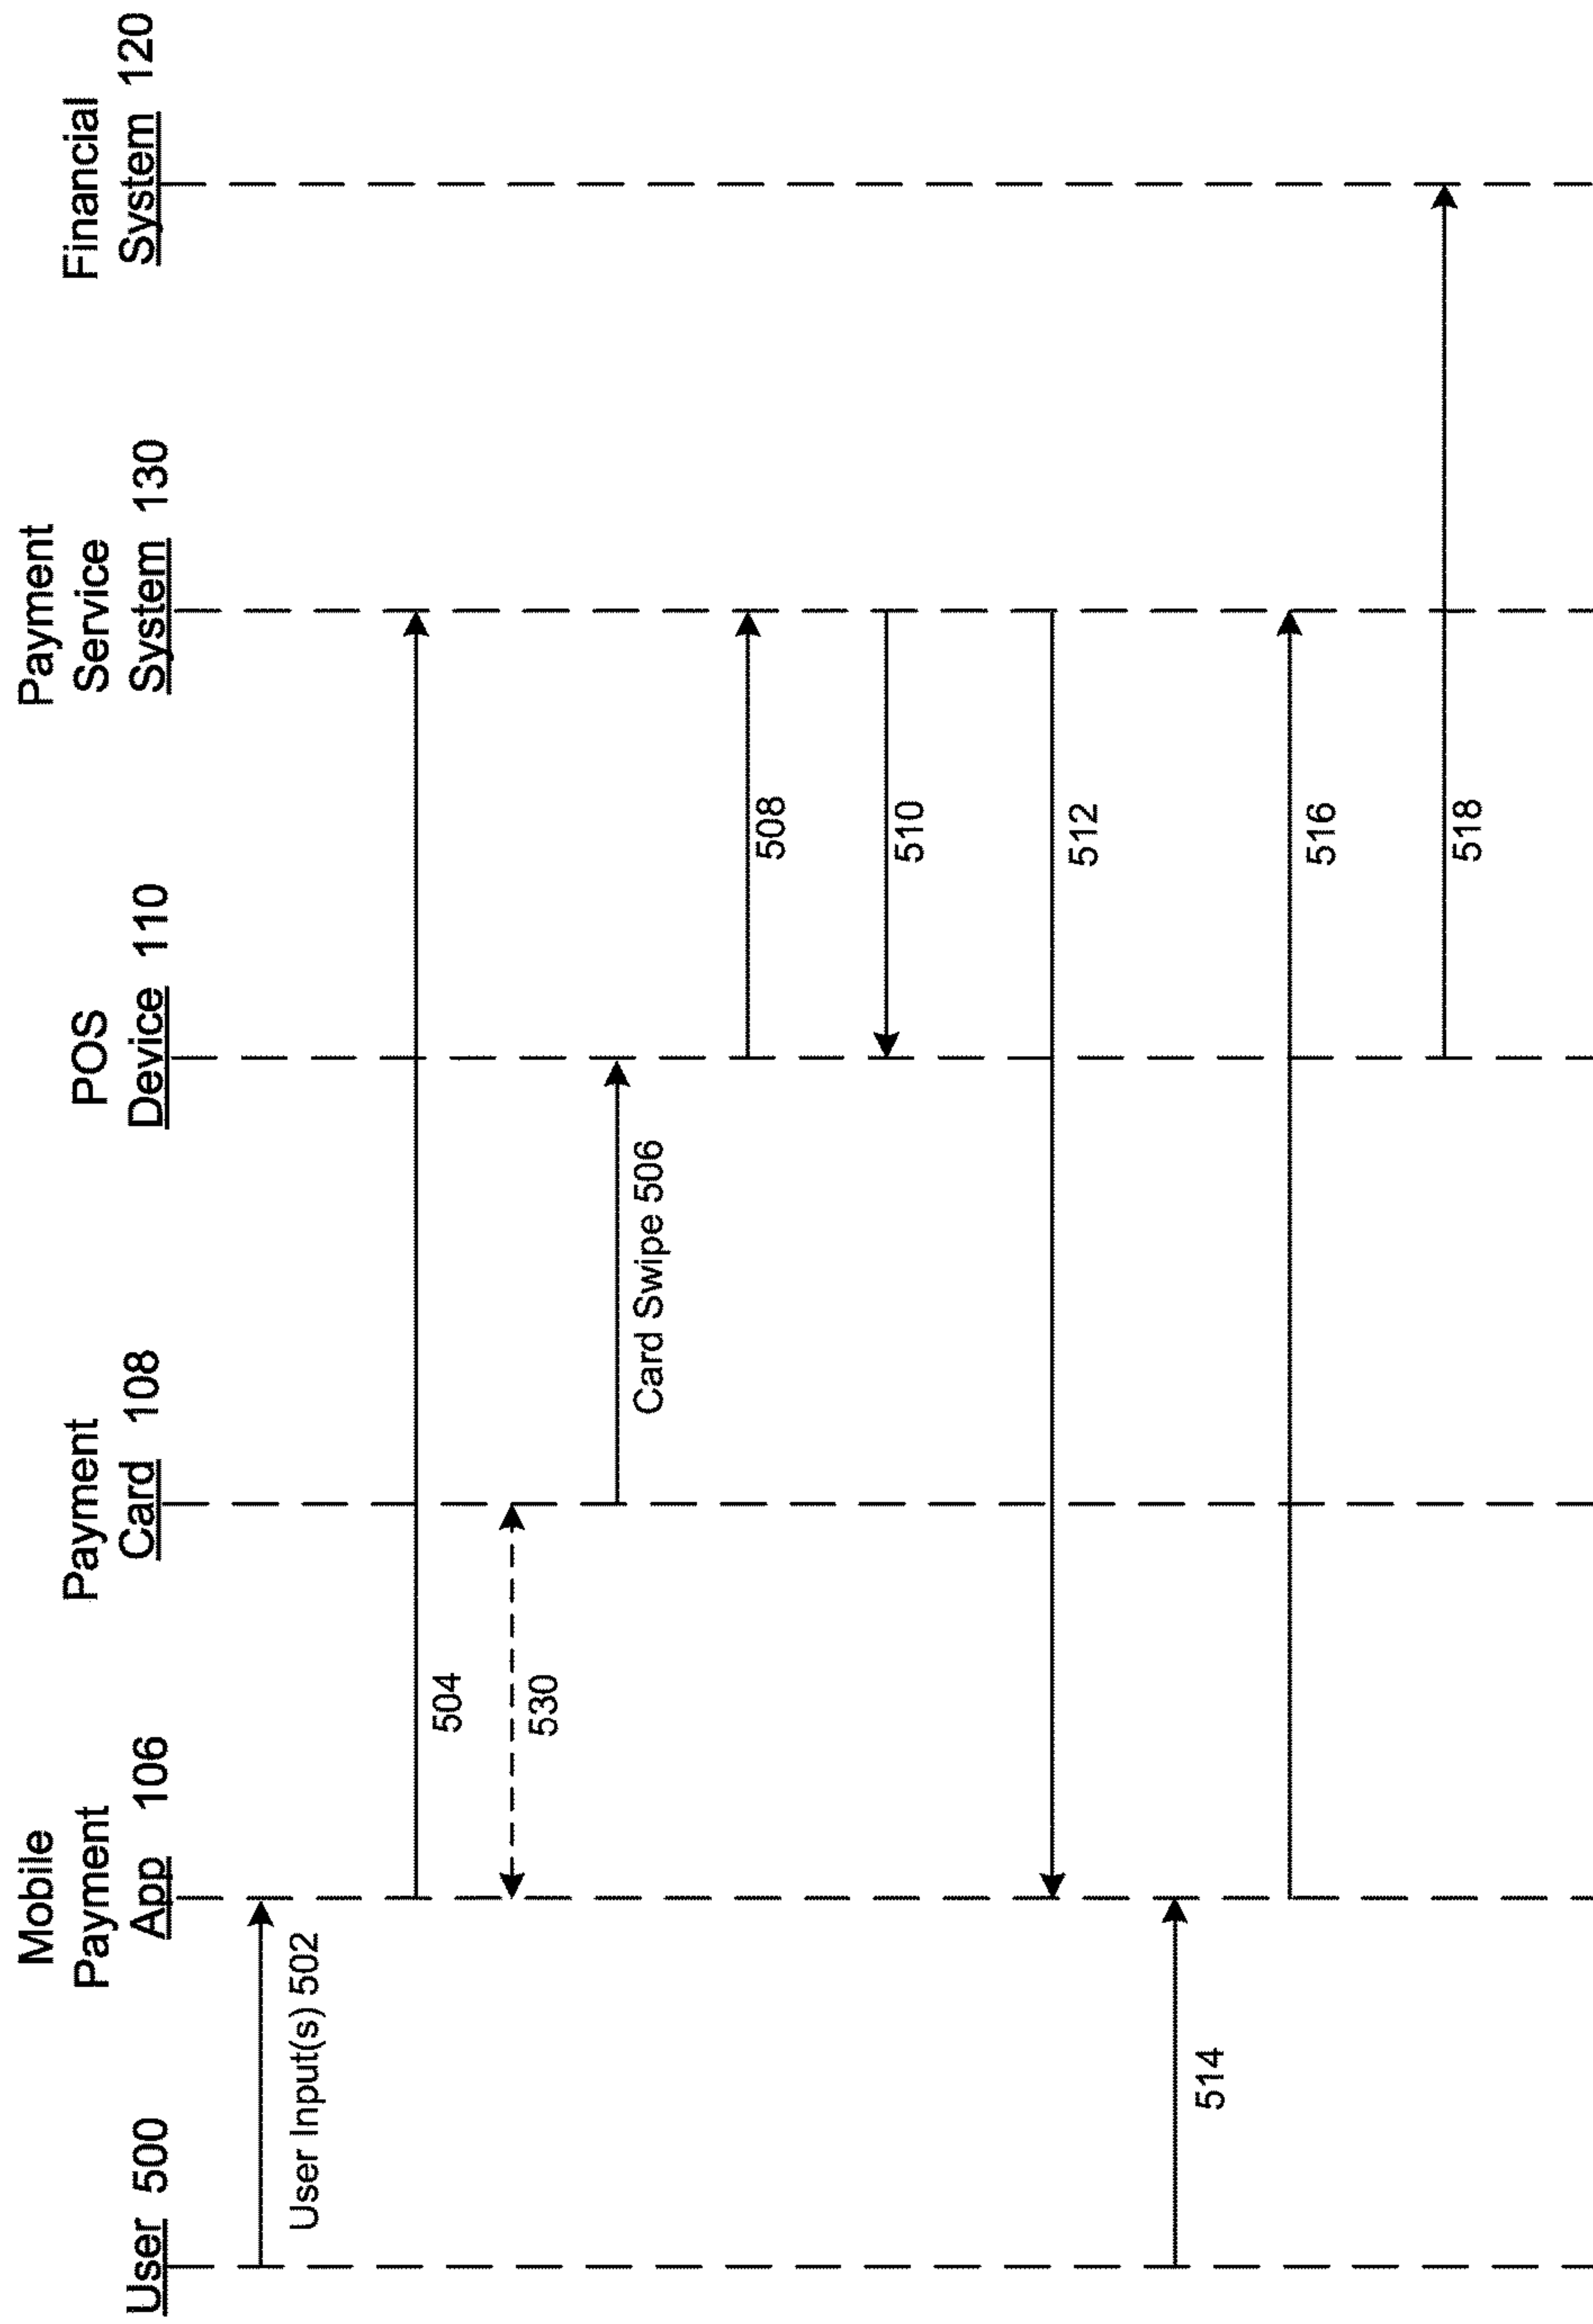 User 500
Mobile
Payment
App 106
Payment
Card 108
POS
Device 110
Payment
Service
System 130
Financial
System 120
User Input(s) 502
504
530
Card Swipe 506
508
510
512
514
516
518